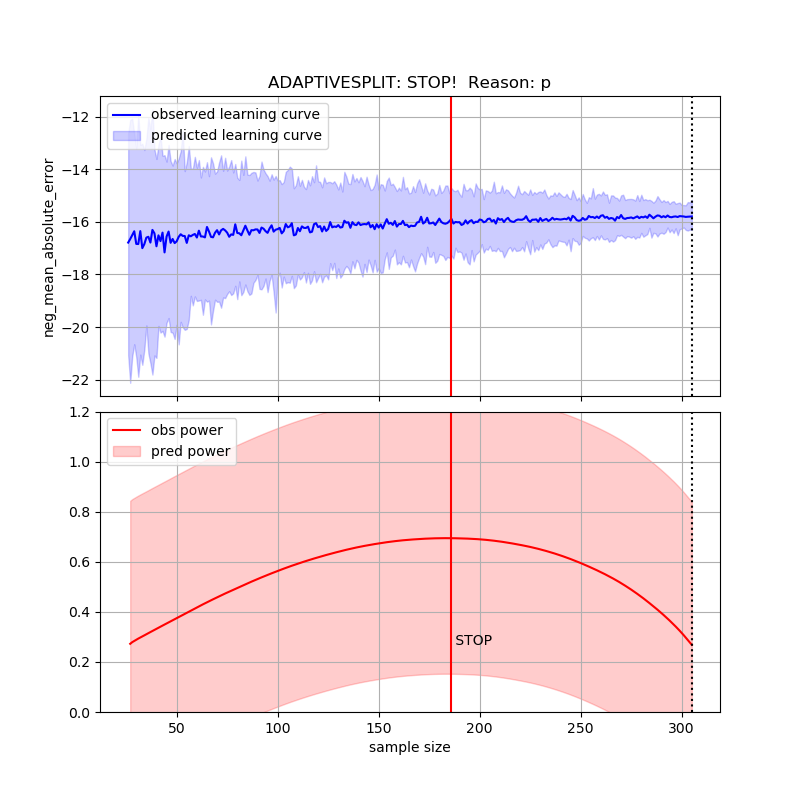 ADAPTIVESPLIT: STOP!  Reason: p
observed learning curve
predicted learning curve
neg_mean_absolute_error
−12
−14
−16
−18
−20
−22
obs power
pred power
1.2
1.0
0.8
0.6
0.4
0.2
0.0
STOP
50 100 150 200 250 300
sample size